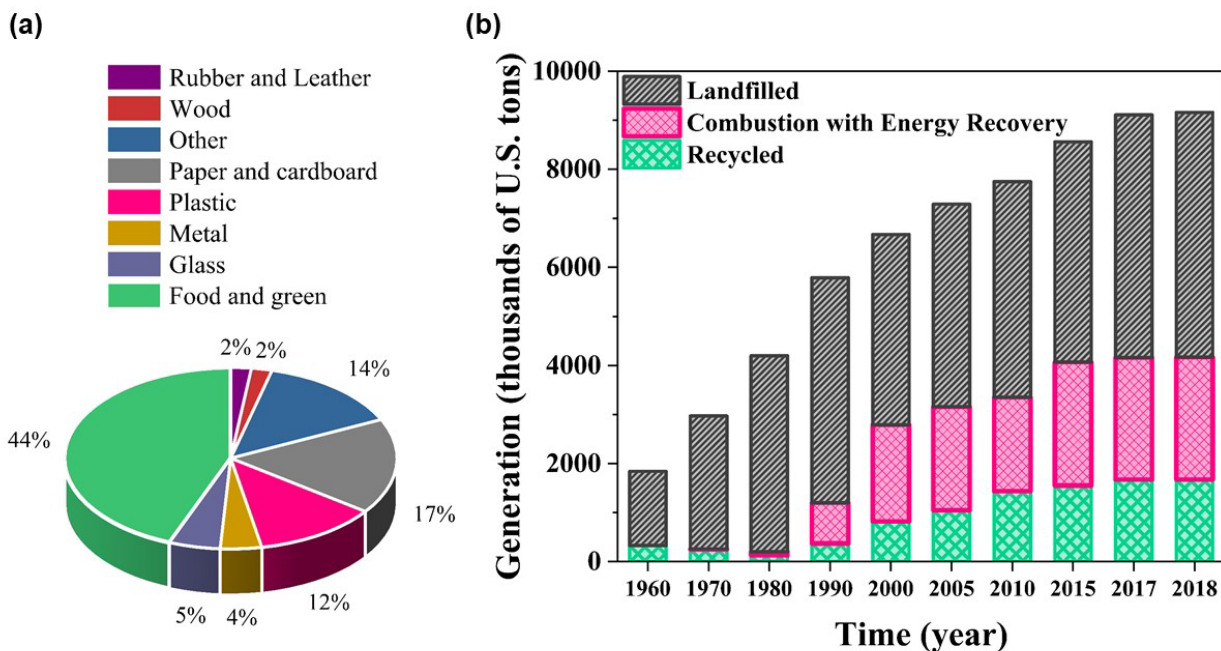 (a)
Rubber and Leather
Wood
Other
Paper and cardboard
Plastic
Metal
Glass
Food and green
2%
2%
14%
44%
17%
5%
4%
12%
(b)
Generation (thousands of U.S. tons)
10000
8000
6000
4000
2000
0
Landfilled
Combustion with Energy Recovery
Recycled
1960 1970 1980 1990 2000 2005 2010 2015 2017 2018
Time (year)